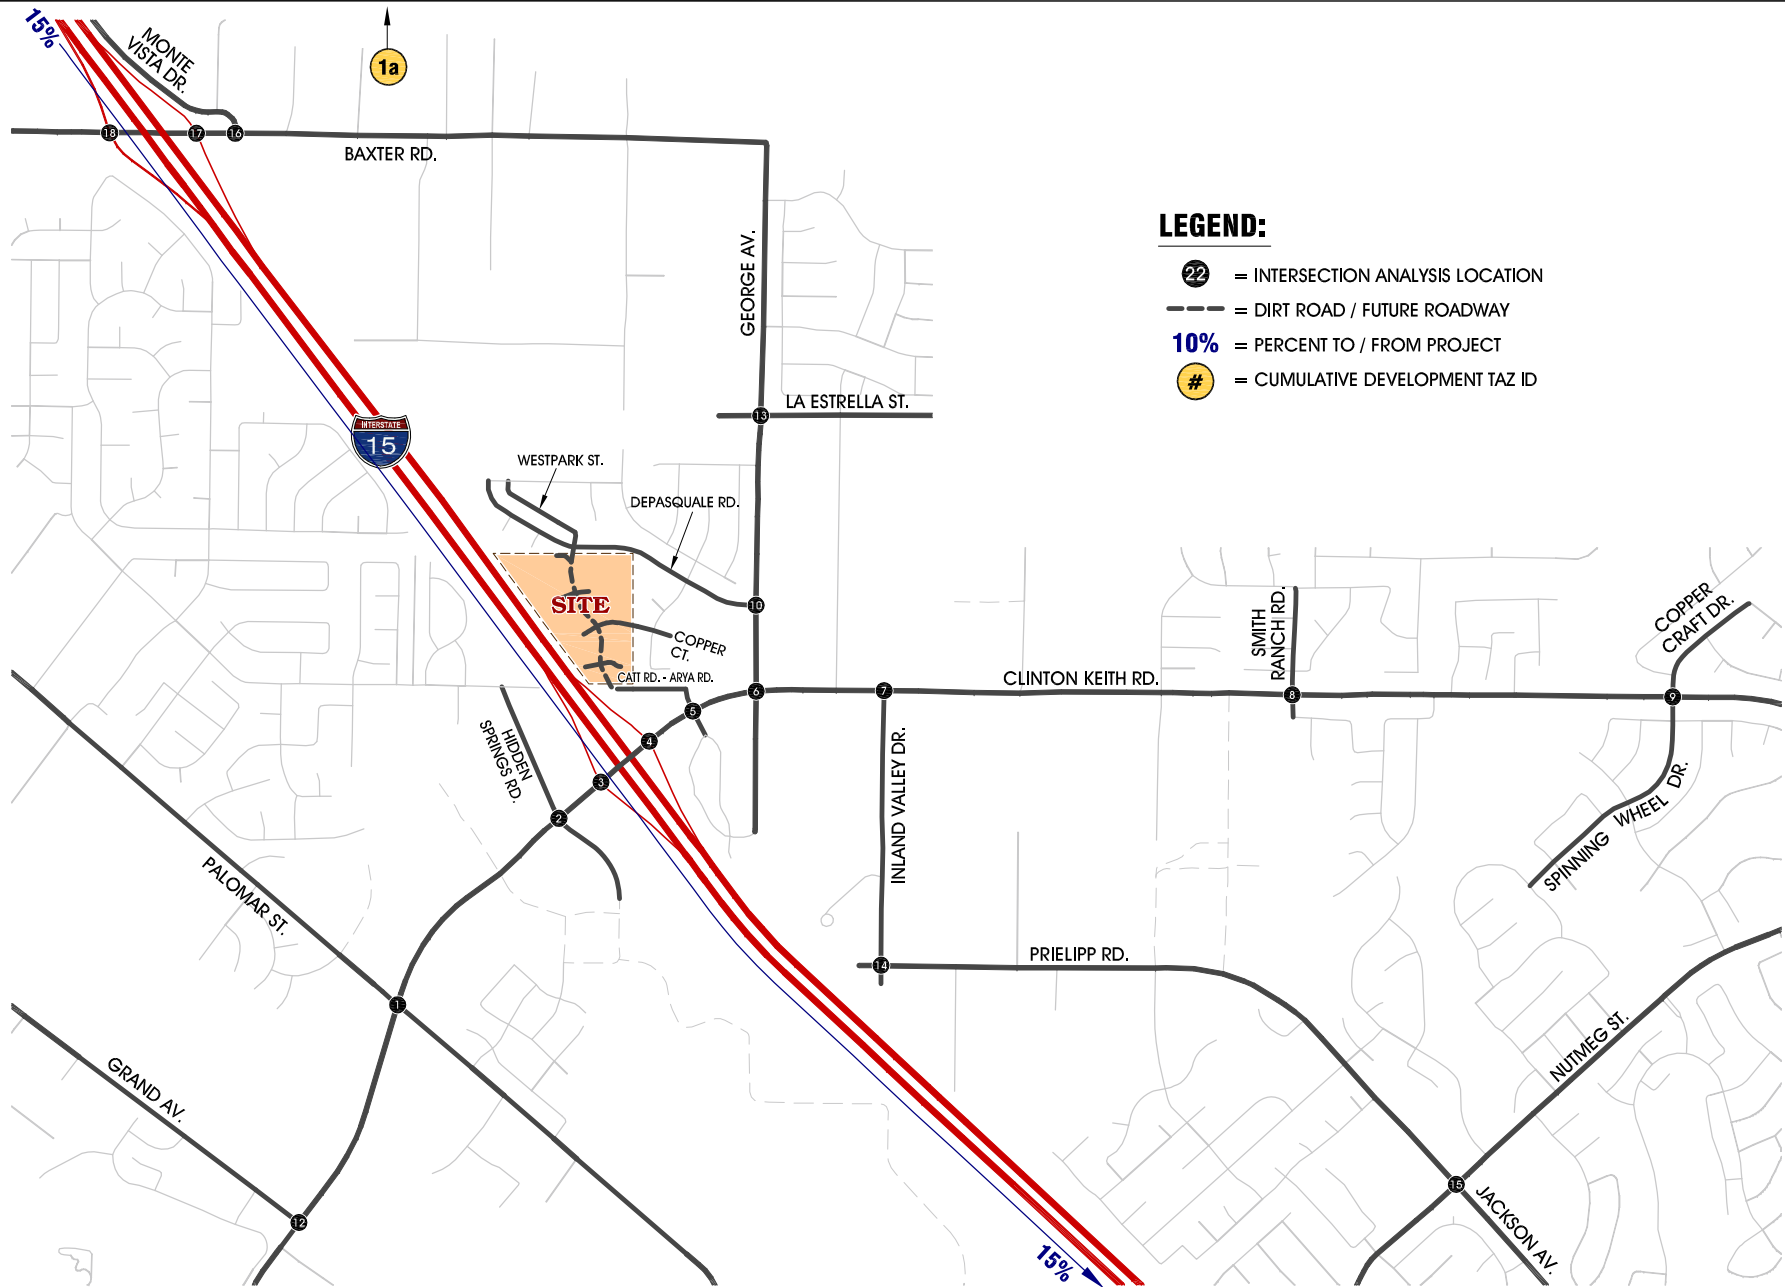 15%
MONTE
VISTA DR.
1a
18
17
16
BAXTER RD.
GEORGE AV.
LEGEND:
22 = INTERSECTION ANALYSIS LOCATION
= DIRT ROAD / FUTURE ROADWAY
10% = PERCENT TO / FROM PROJECT
# = CUMULATIVE DEVELOPMENT TAZ ID
LA ESTRELLA ST.
13
INTERSTATE
15
WESTPARK ST.
DEPASQUALE RD.
SITE
10
COPPER
CT.
CATT RD. - ARYA RD.
SMITH
RANCH RD.
COPPER
CRAFT DR.
CLINTON KEITH RD.
6
7
8
9
5
4
3
2
HIDDEN
SPRINGS RD.
INLAND VALLEY DR.
SPINNING WHEEL DR.
PALOMAR ST.
PRIELIPP RD.
14
1
NUTMEG ST.
GRAND AV.
12
15
JACKSON AV.
15%